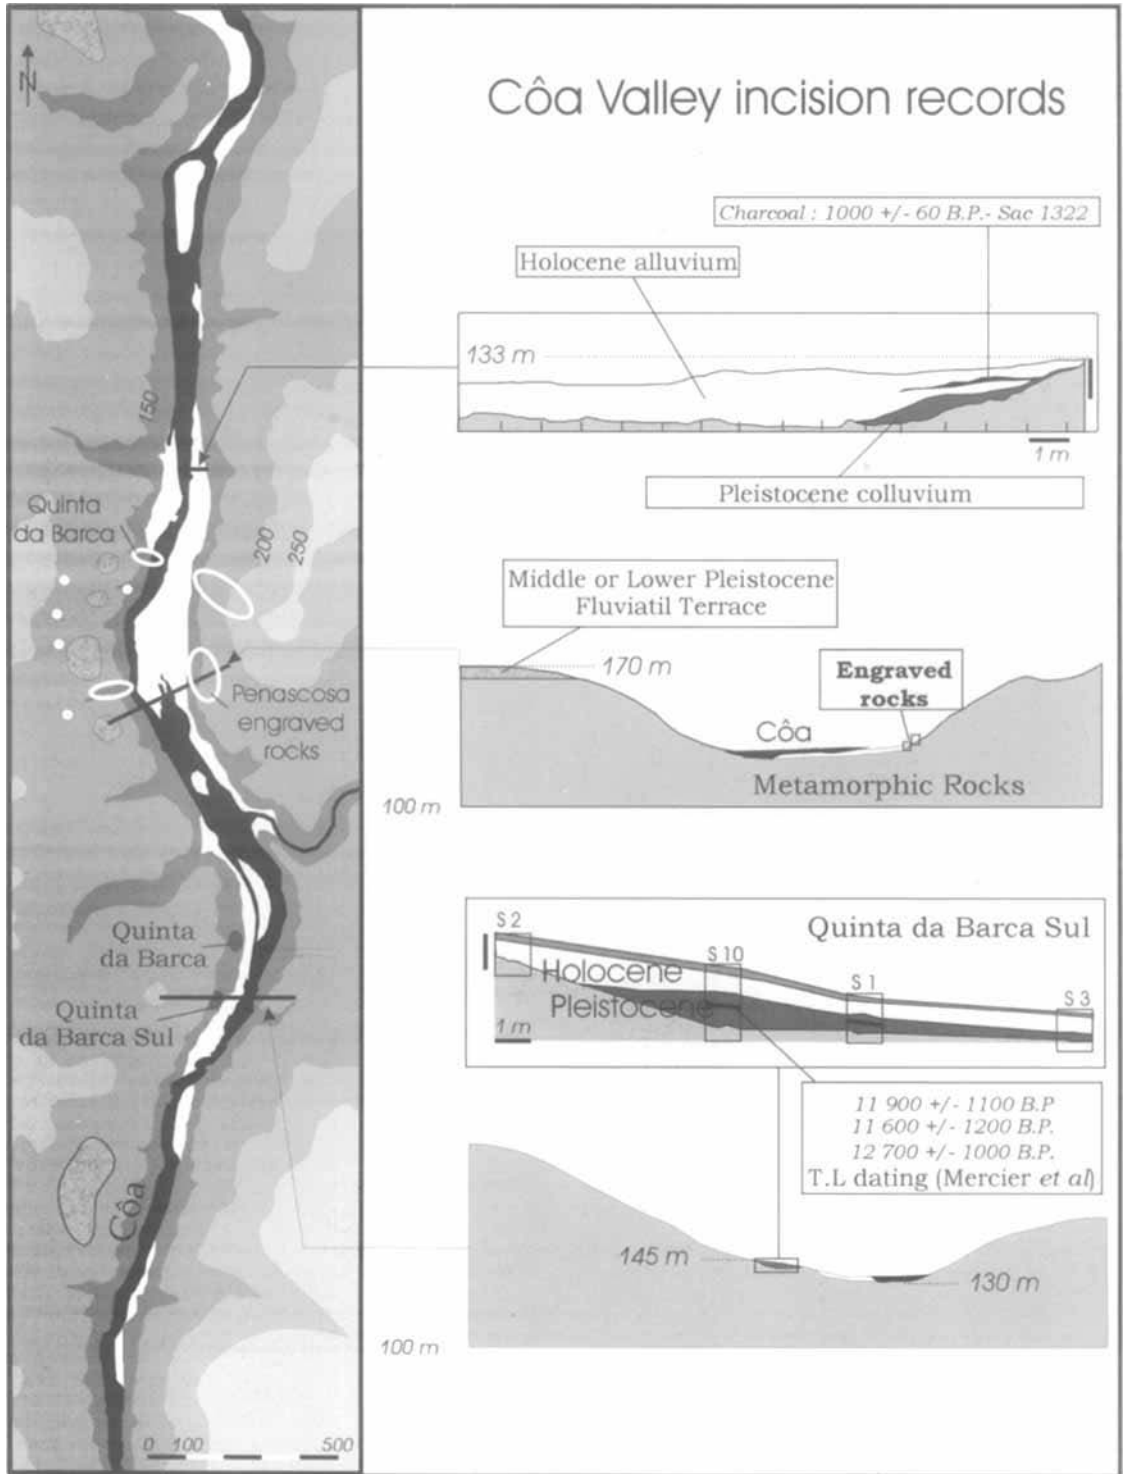 Côa Valley incision records
N
150
Quinta
da Barca
200
250
Penascosa
engraved
rocks
Quinta
da Barca
Quinta
da Barca Sul
Côa
0 100 500
Charcoal : 1000 +/- 60 B.P.- Sac 1322
Holocene alluvium
133 m
1 m
Pleistocene colluvium
Middle or Lower Pleistocene
Fluviatil Terrace
170 m
Engraved
rocks
Côa
Metamorphic Rocks
100 m
Quinta da Barca Sul
S 2
S 10
S 1
S 3
Holocene
Pleistocene
1 m
11 900 +/- 1100 B.P
11 600 +/- 1200 B.P.
12 700 +/- 1000 B.P.
T.L dating (Mercier et al)
145 m
130 m
100 m